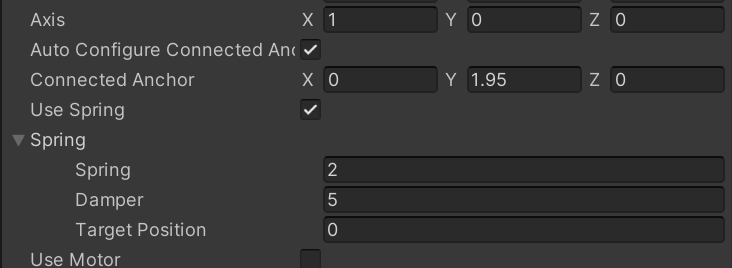 Axis X 1 Y 0 Z 0
Auto Configure Connected Anc
Connected Anchor X 0 Y 1.95 Z 0
Use Spring
Spring
Spring 2
Damper 5
Target Position 0
Use Motor